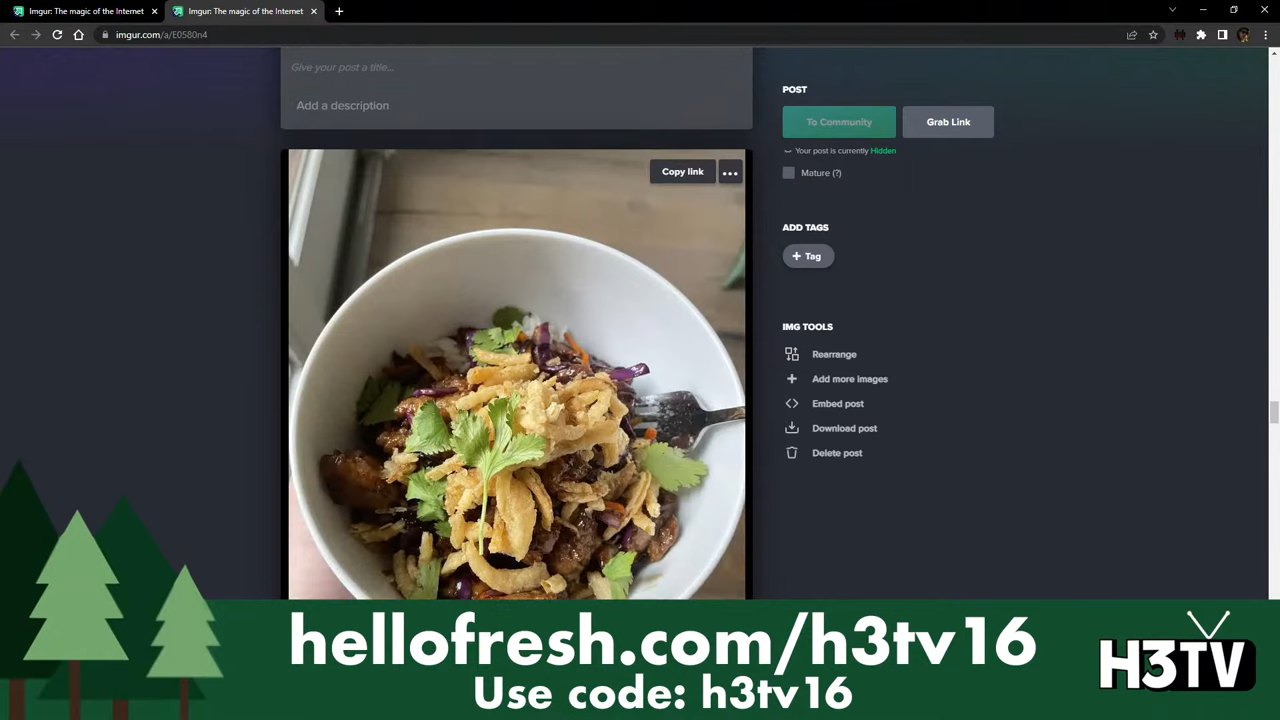 Imgur: The magic of the Internet
Imgur: The magic of the Internet
imgur.com/a/E0580n4
Give your post a title...
Add a description
Copy link
POST
To Community
Grab Link
Your post is currently Hidden
Mature (?)
ADD TAGS
+ Tag
IMG TOOLS
Rearrange
Add more images
Embed post
Download post
Delete post
hellofresh.com/h3tv16
Use code: h3tv16
H3TV